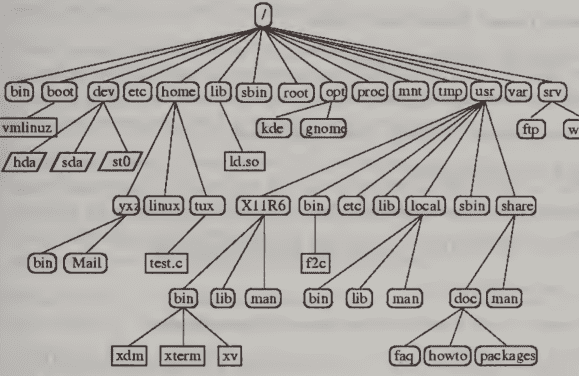 /
bin boot dev etc home lib sbin root opt proc mnt tmp usr var srv
vmlinuz kde gnome ftp w
hda sda st0 ld.so
yxz linux tux X11R6 bin etc lib local sbin share
bin Mail test.c f2c
bin lib man bin lib man doc man
xdm xterm xv faq howto packages